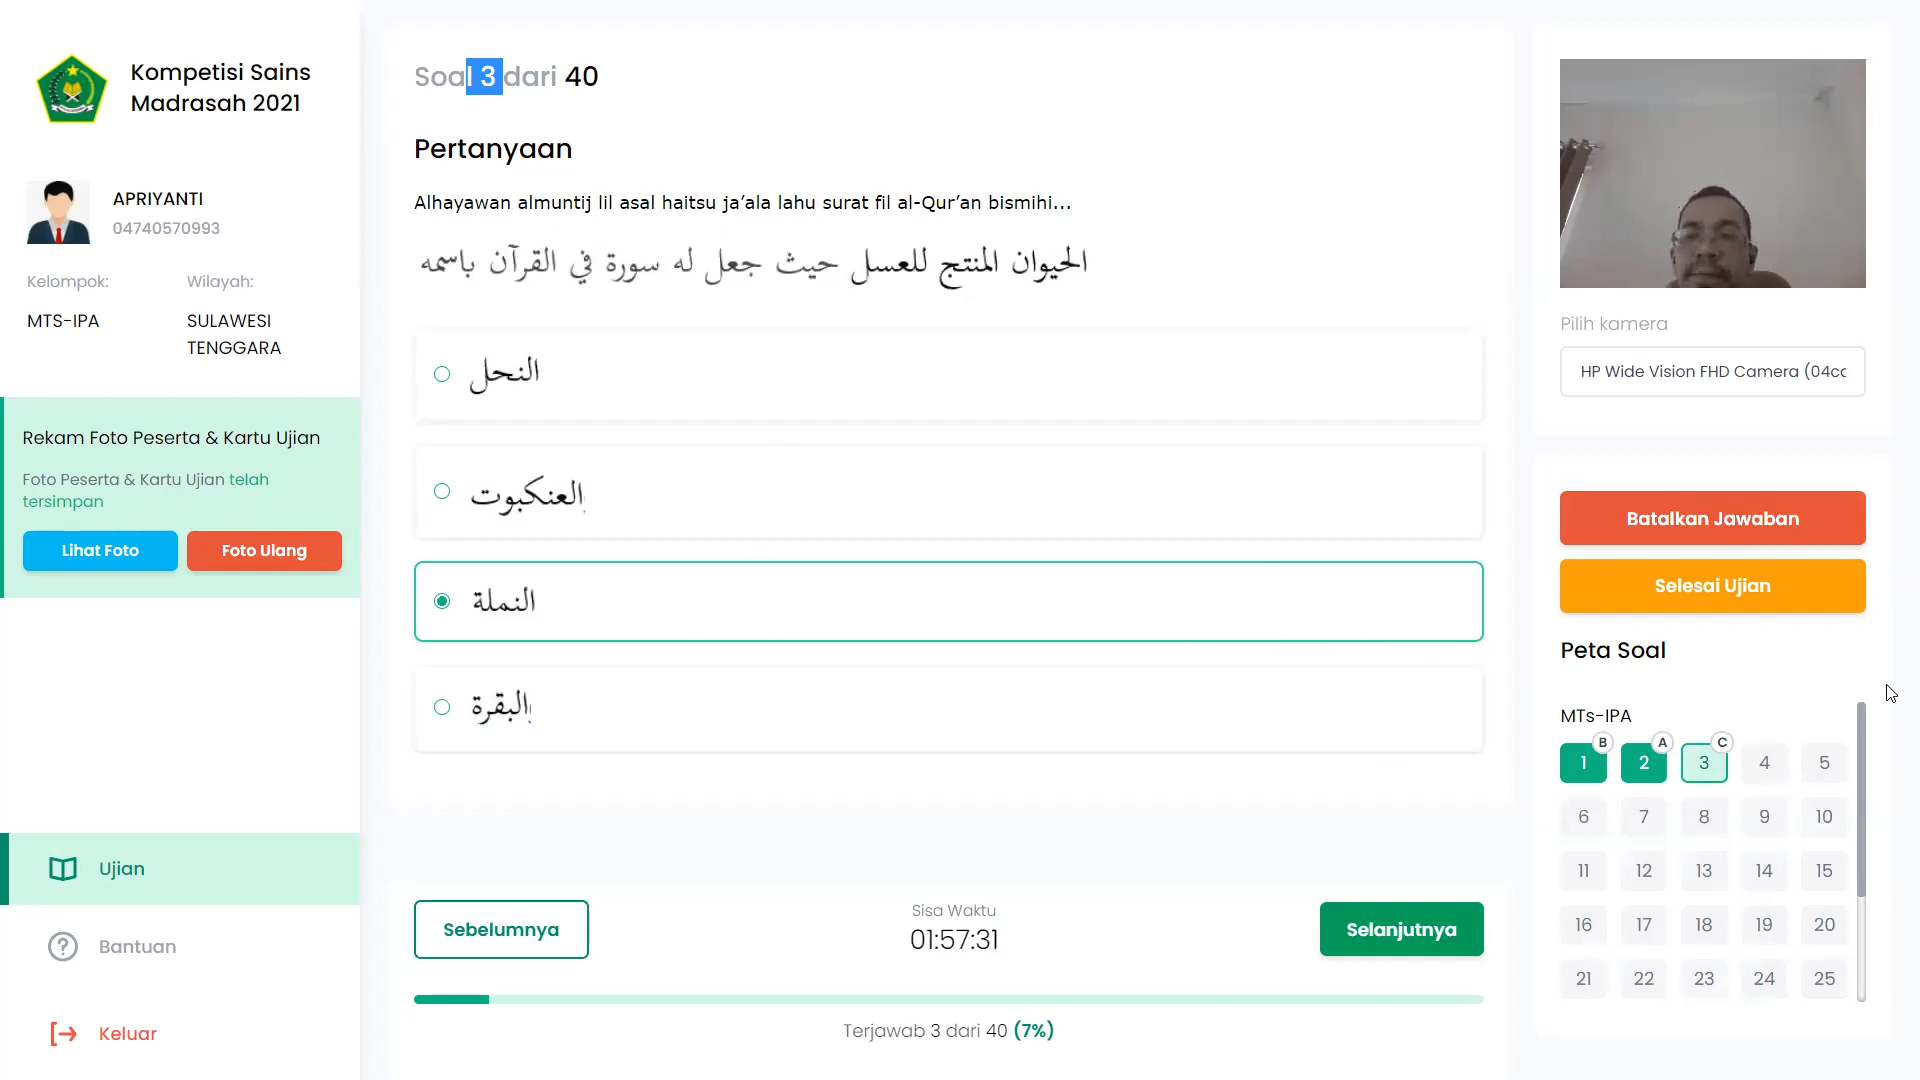 Kompetisi Sains
Madrasah 2021
APRIYANTI
04740570993
Kelompok:
MTS-IPA
Wilayah:
SULAWESI
TENGGARA
Rekam Foto Peserta & Kartu Ujian
Foto Peserta & Kartu Ujian telah
tersimpan
Lihat Foto
Foto Ulang
Ujian
Bantuan
Keluar
Soal 3 dari 40
Pertanyaan
Alhayawan almuntij lil asal haitsu ja’ala lahu surat fil al-Qur’an bismihi...
الحيوان المنتج للعسل حيث جعل له سورة في القرآن باسمه
النحل
العنكبوت
النملة
البقرة
Sebelumnya
Sisa Waktu
01:57:31
Selanjutnya
Terjawab 3 dari 40 (7%)
Pilih kamera
HP Wide Vision FHD Camera (04cc
Batalkan Jawaban
Selesai Ujian
Peta Soal
MTs-IPA
B A C
1 2 3 4 5
6 7 8 9 10
11 12 13 14 15
16 17 18 19 20
21 22 23 24 25